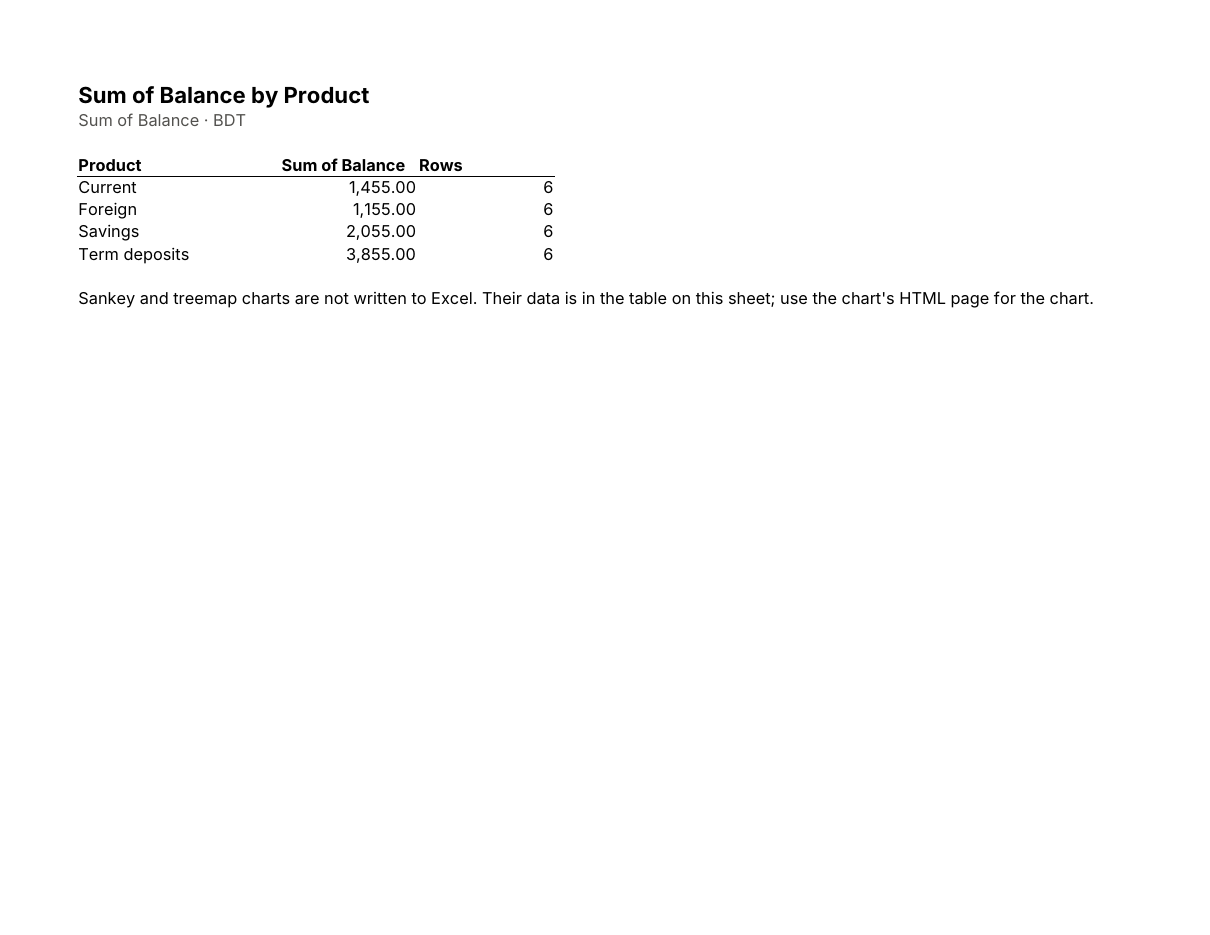 Sum of Balance by Product
Sum of Balance · BDT
Product Sum of Balance Rows
Current 1,455.00 6
Foreign 1,155.00 6
Savings 2,055.00 6
Term deposits 3,855.00 6
Sankey and treemap charts are not written to Excel. Their data is in the table on this sheet; use the chart's HTML page for the chart.